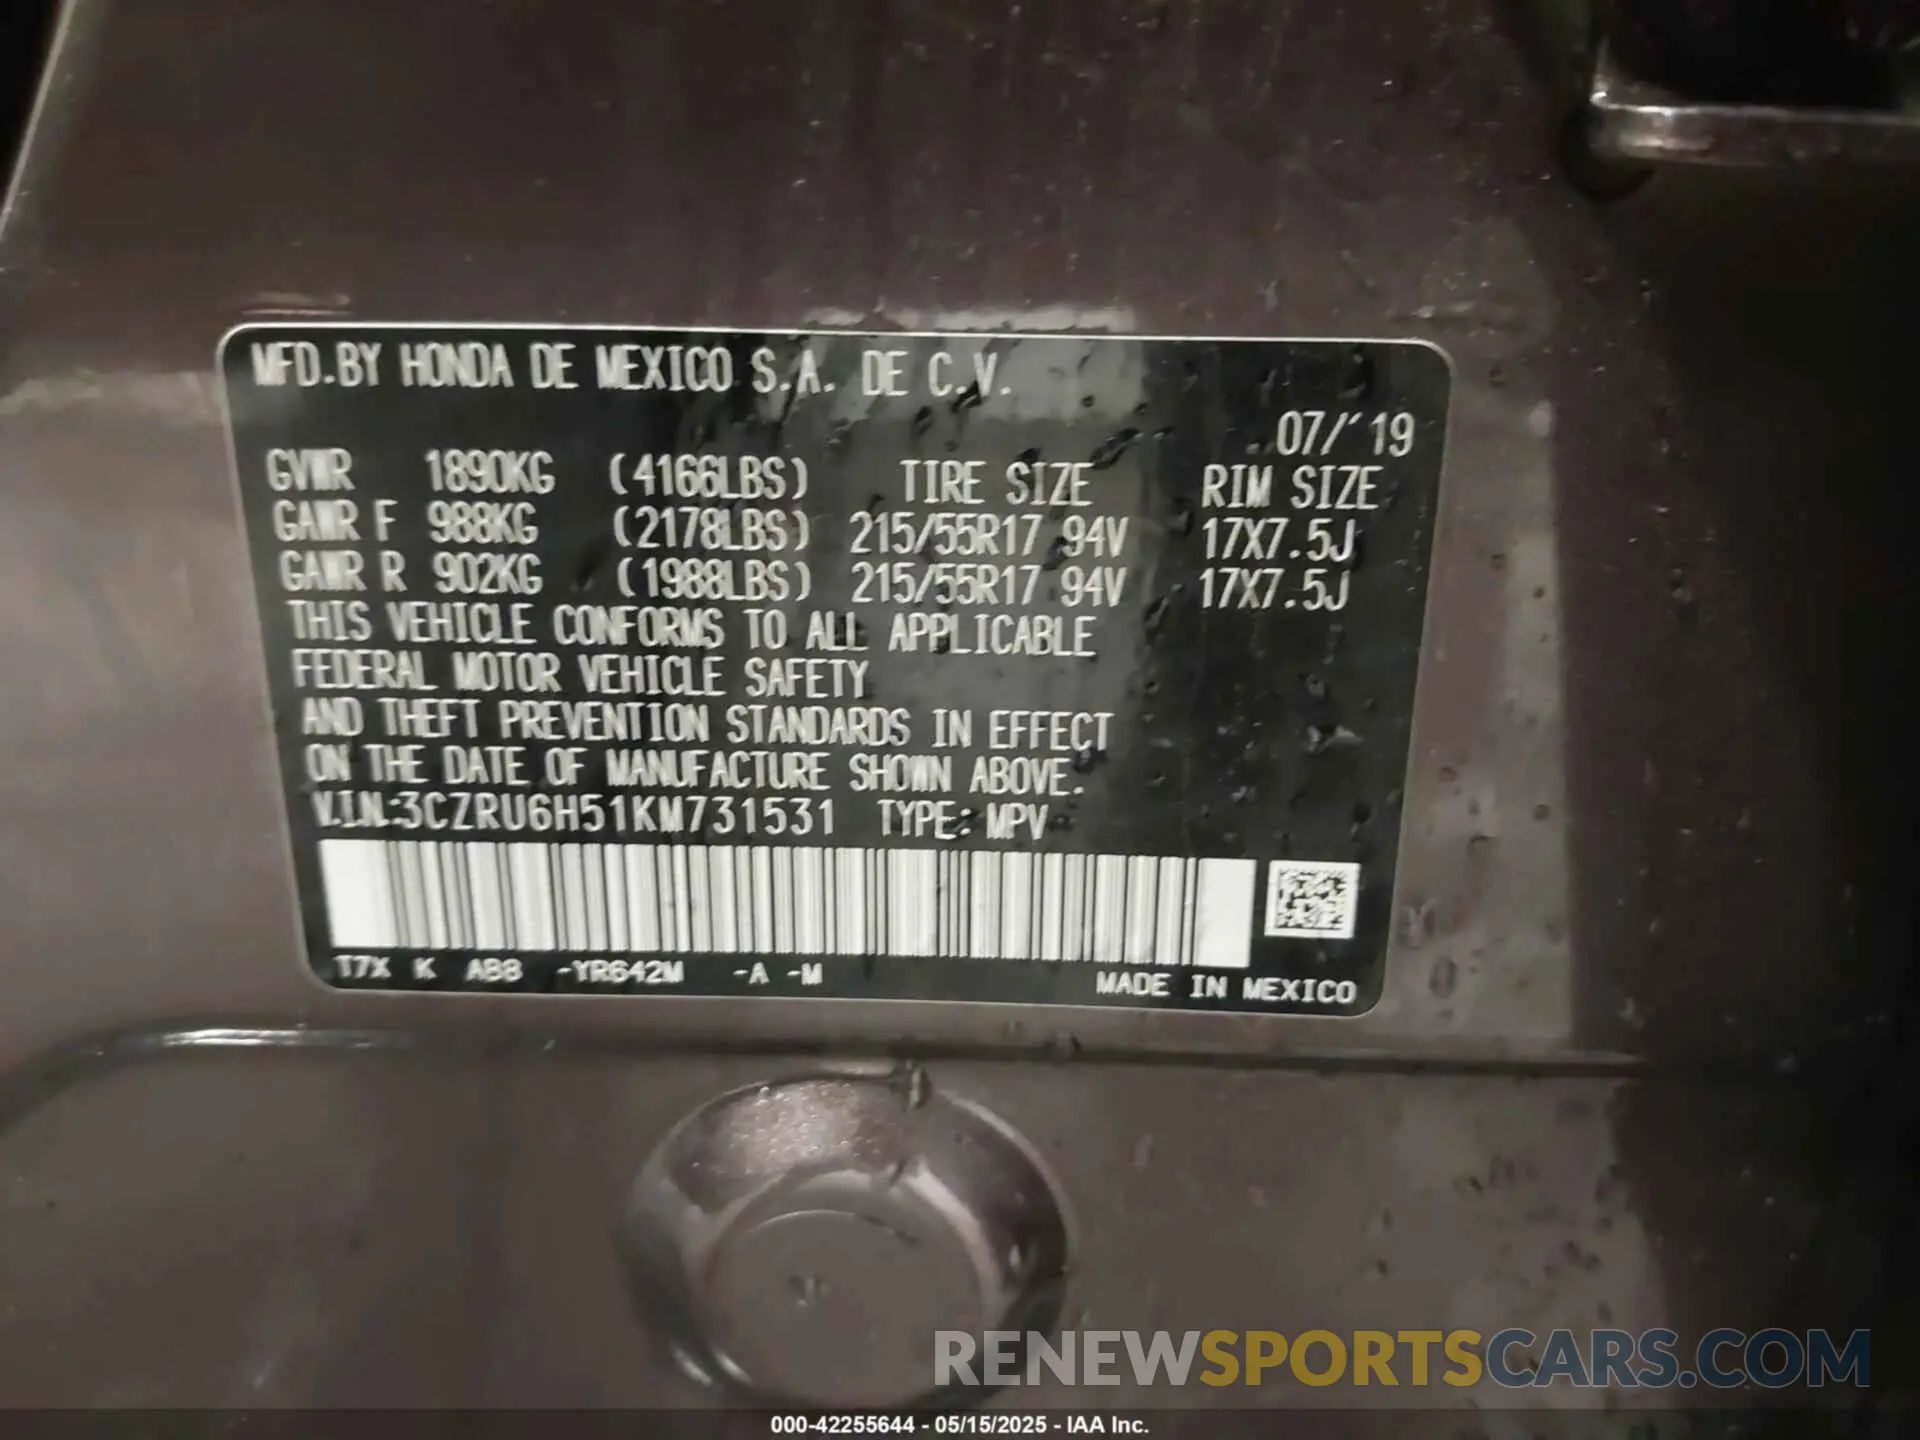 MFD.BY HONDA DE MEXICO S.A. DE C.V.
07/'19
GVWR 1890KG (4166LBS) TIRE SIZE RIM SIZE
GAWR F 988KG (2178LBS) 215/55R17 94V 17X7.5J
GAWR R 902KG (1988LBS) 215/55R17 94V 17X7.5J
THIS VEHICLE CONFORMS TO ALL APPLICABLE
FEDERAL MOTOR VEHICLE SAFETY
AND THEFT PREVENTION STANDARDS IN EFFECT
ON THE DATE OF MANUFACTURE SHOWN ABOVE.
V.I.N.:3CZRU6H51KM731531 TYPE: MPV
T7X K AB8 -YR642M -A -M MADE IN MEXICO
RENEWSPORTSCARS.COM
000-42255644 - 05/15/2025 - IAA Inc.